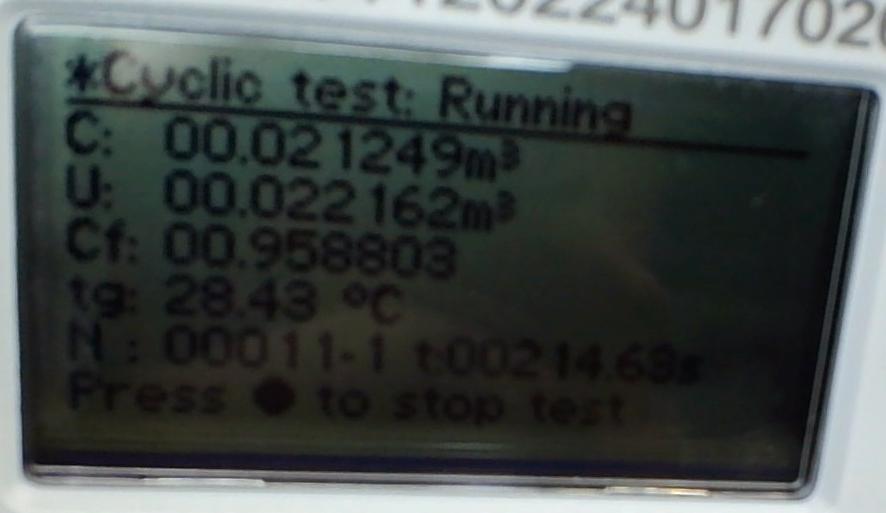 *Cyclic test: Running
C: 00.021249m³
U: 00.022162m³
Cf: 00.958803
tg: 28.43 °C
N : 00011-1 t:00214.68s
Press ● to stop test